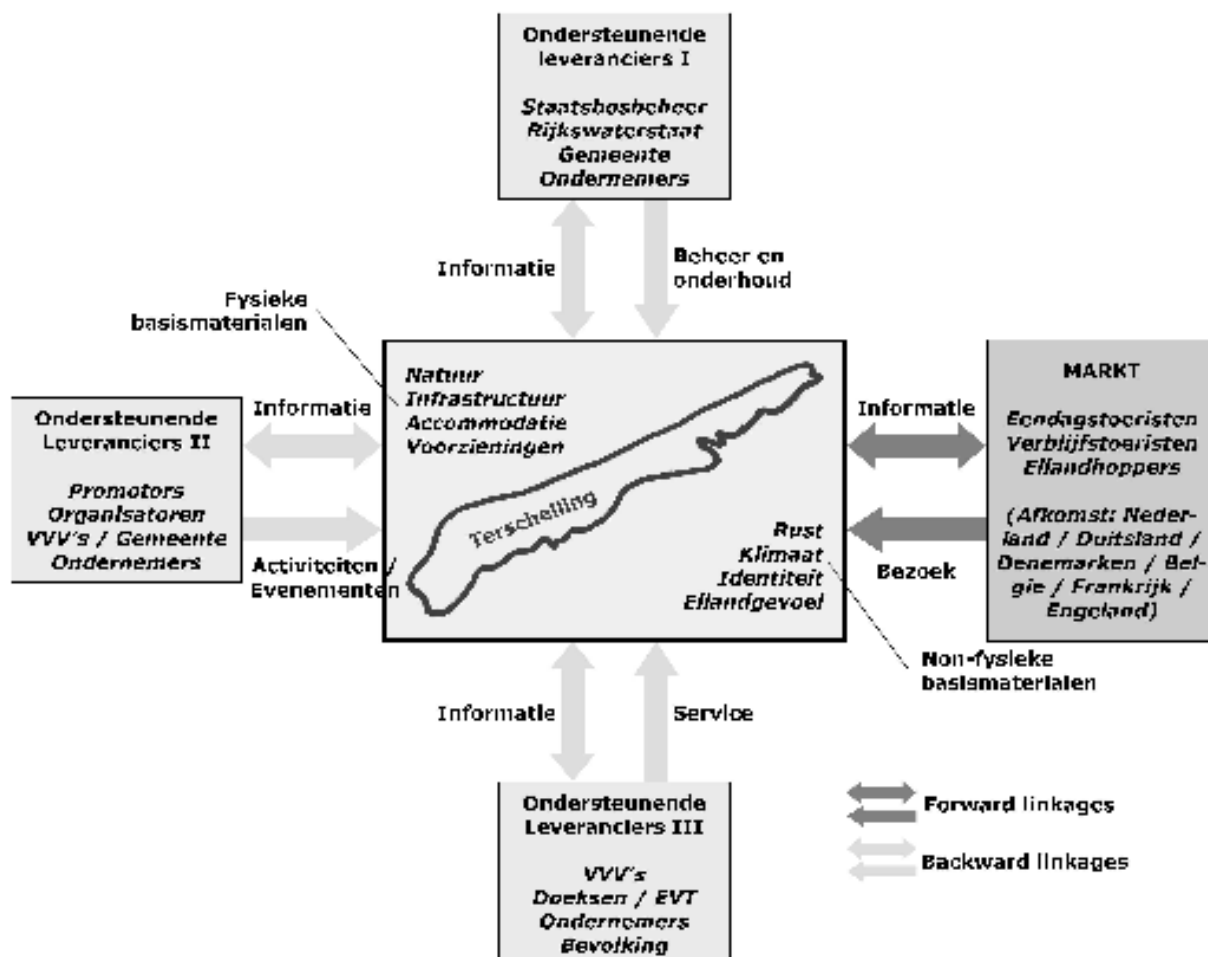 Ondersteunende
leveranciers I
Staatsbosbeheer
Rijkswaterstaat
Gemeente
Ondernemers
Informatie
Beheer en
onderhoud
Fysieke
basismaterialen
Natuur
Infrastructuur
Accommodatie
Voorzieningen
Terschelling
Rust
Klimaat
Identiteit
Eilandgevoel
Non-fysieke
basismaterialen
Ondersteunende
Leveranciers II
Promotors
Organisatoren
VVV's / Gemeente
Ondernemers
Informatie
Activiteiten /
Evenementen
MARKT
Eendagstoeristen
Verblijfstoeristen
Eilandhoppers
(Afkomst: Neder-
land / Duitsland /
Denemarken / Bel-
gie / Frankrijk /
Engeland)
Informatie
Bezoek
Informatie
Service
Ondersteunende
Leveranciers III
VVV's
Doeksen / EVT
Ondernemers
Bevolking
Forward linkages
Backward linkages